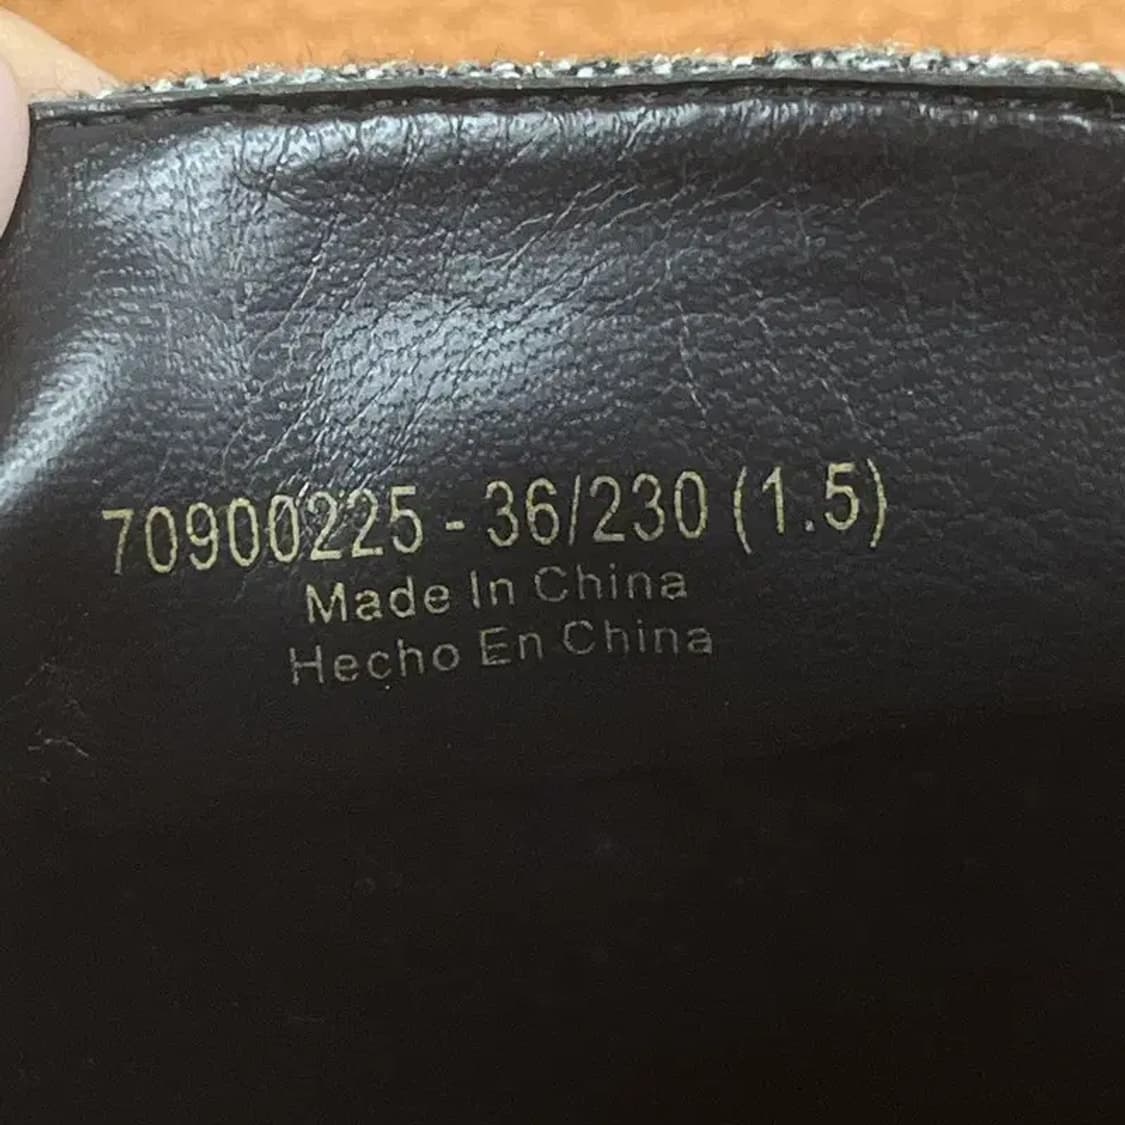 70900225 - 36/230 (1.5)
Made In China
Hecho En China